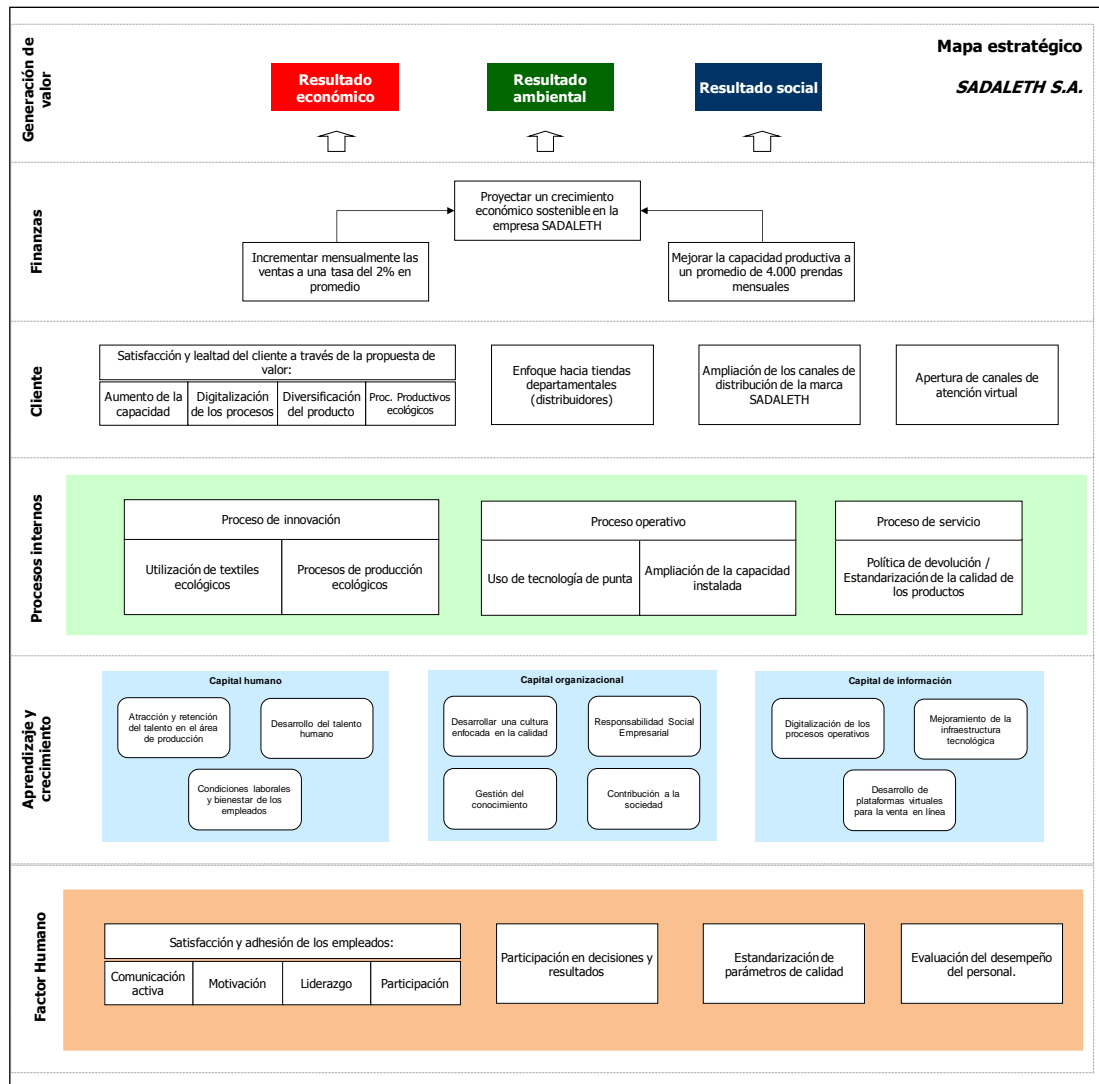 Mapa estratégico
SADALETH S.A.
Generación de
valor
Resultado
económico
Resultado
ambiental
Resultado social
Finanzas
Proyectar un crecimiento
económico sostenible en la
empresa SADALETH
Incrementar mensualmente las
ventas a una tasa del 2% en
promedio
Mejorar la capacidad productiva a
un promedio de 4.000 prendas
mensuales
Cliente
Satisfacción y lealtad del cliente a través de la propuesta de
valor:
Aumento de la
capacidad
Digitalización
de los procesos
Diversificación
del producto
Proc. Productivos
ecológicos
Enfoque hacia tiendas
departamentales
(distribuidores)
Ampliación de los canales de
distribución de la marca
SADALETH
Apertura de canales de
atención virtual
Procesos internos
Proceso de innovación
Utilización de textiles
ecológicos
Procesos de producción
ecológicos
Proceso operativo
Uso de tecnología de punta
Ampliación de la capacidad
instalada
Proceso de servicio
Política de devolución /
Estandarización de la calidad de
los productos
Aprendizaje y
crecimiento
Capital humano
Atracción y retención
del talento en el área
de producción
Desarrollo del talento
humano
Condiciones laborales
y bienestar de los
empleados
Capital organizacional
Desarrollar una cultura
enfocada en la calidad
Responsabilidad Social
Empresarial
Gestión del
conocimiento
Contribución a la
sociedad
Capital de información
Digitalización de los
procesos operativos
Mejoramiento de la
infraestructura
tecnológica
Desarrollo de
plataformas virtuales
para la venta en línea
Factor Humano
Satisfacción y adhesión de los empleados:
Comunicación
activa
Motivación
Liderazgo
Participación
Participación en decisiones y
resultados
Estandarización de
parámetros de calidad
Evaluación del desempeño
del personal.